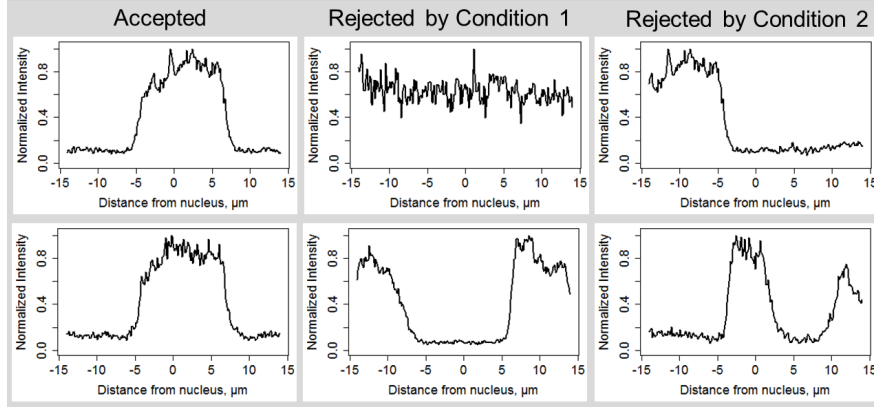 Accepted
Rejected by Condition 1
Rejected by Condition 2
Normalized Intensity
0.0 0.4 0.8
-15 -10 -5 0 5 10 15
Distance from nucleus, µm
Normalized Intensity
0.0 0.4 0.8
-15 -10 -5 0 5 10 15
Distance from nucleus, µm
Normalized Intensity
0.0 0.4 0.8
-15 -10 -5 0 5 10 15
Distance from nucleus, µm
Normalized Intensity
0.0 0.4 0.8
-15 -10 -5 0 5 10 15
Distance from nucleus, µm
Normalized Intensity
0.0 0.4 0.8
-15 -10 -5 0 5 10 15
Distance from nucleus, µm
Normalized Intensity
0.0 0.4 0.8
-15 -10 -5 0 5 10 15
Distance from nucleus, µm